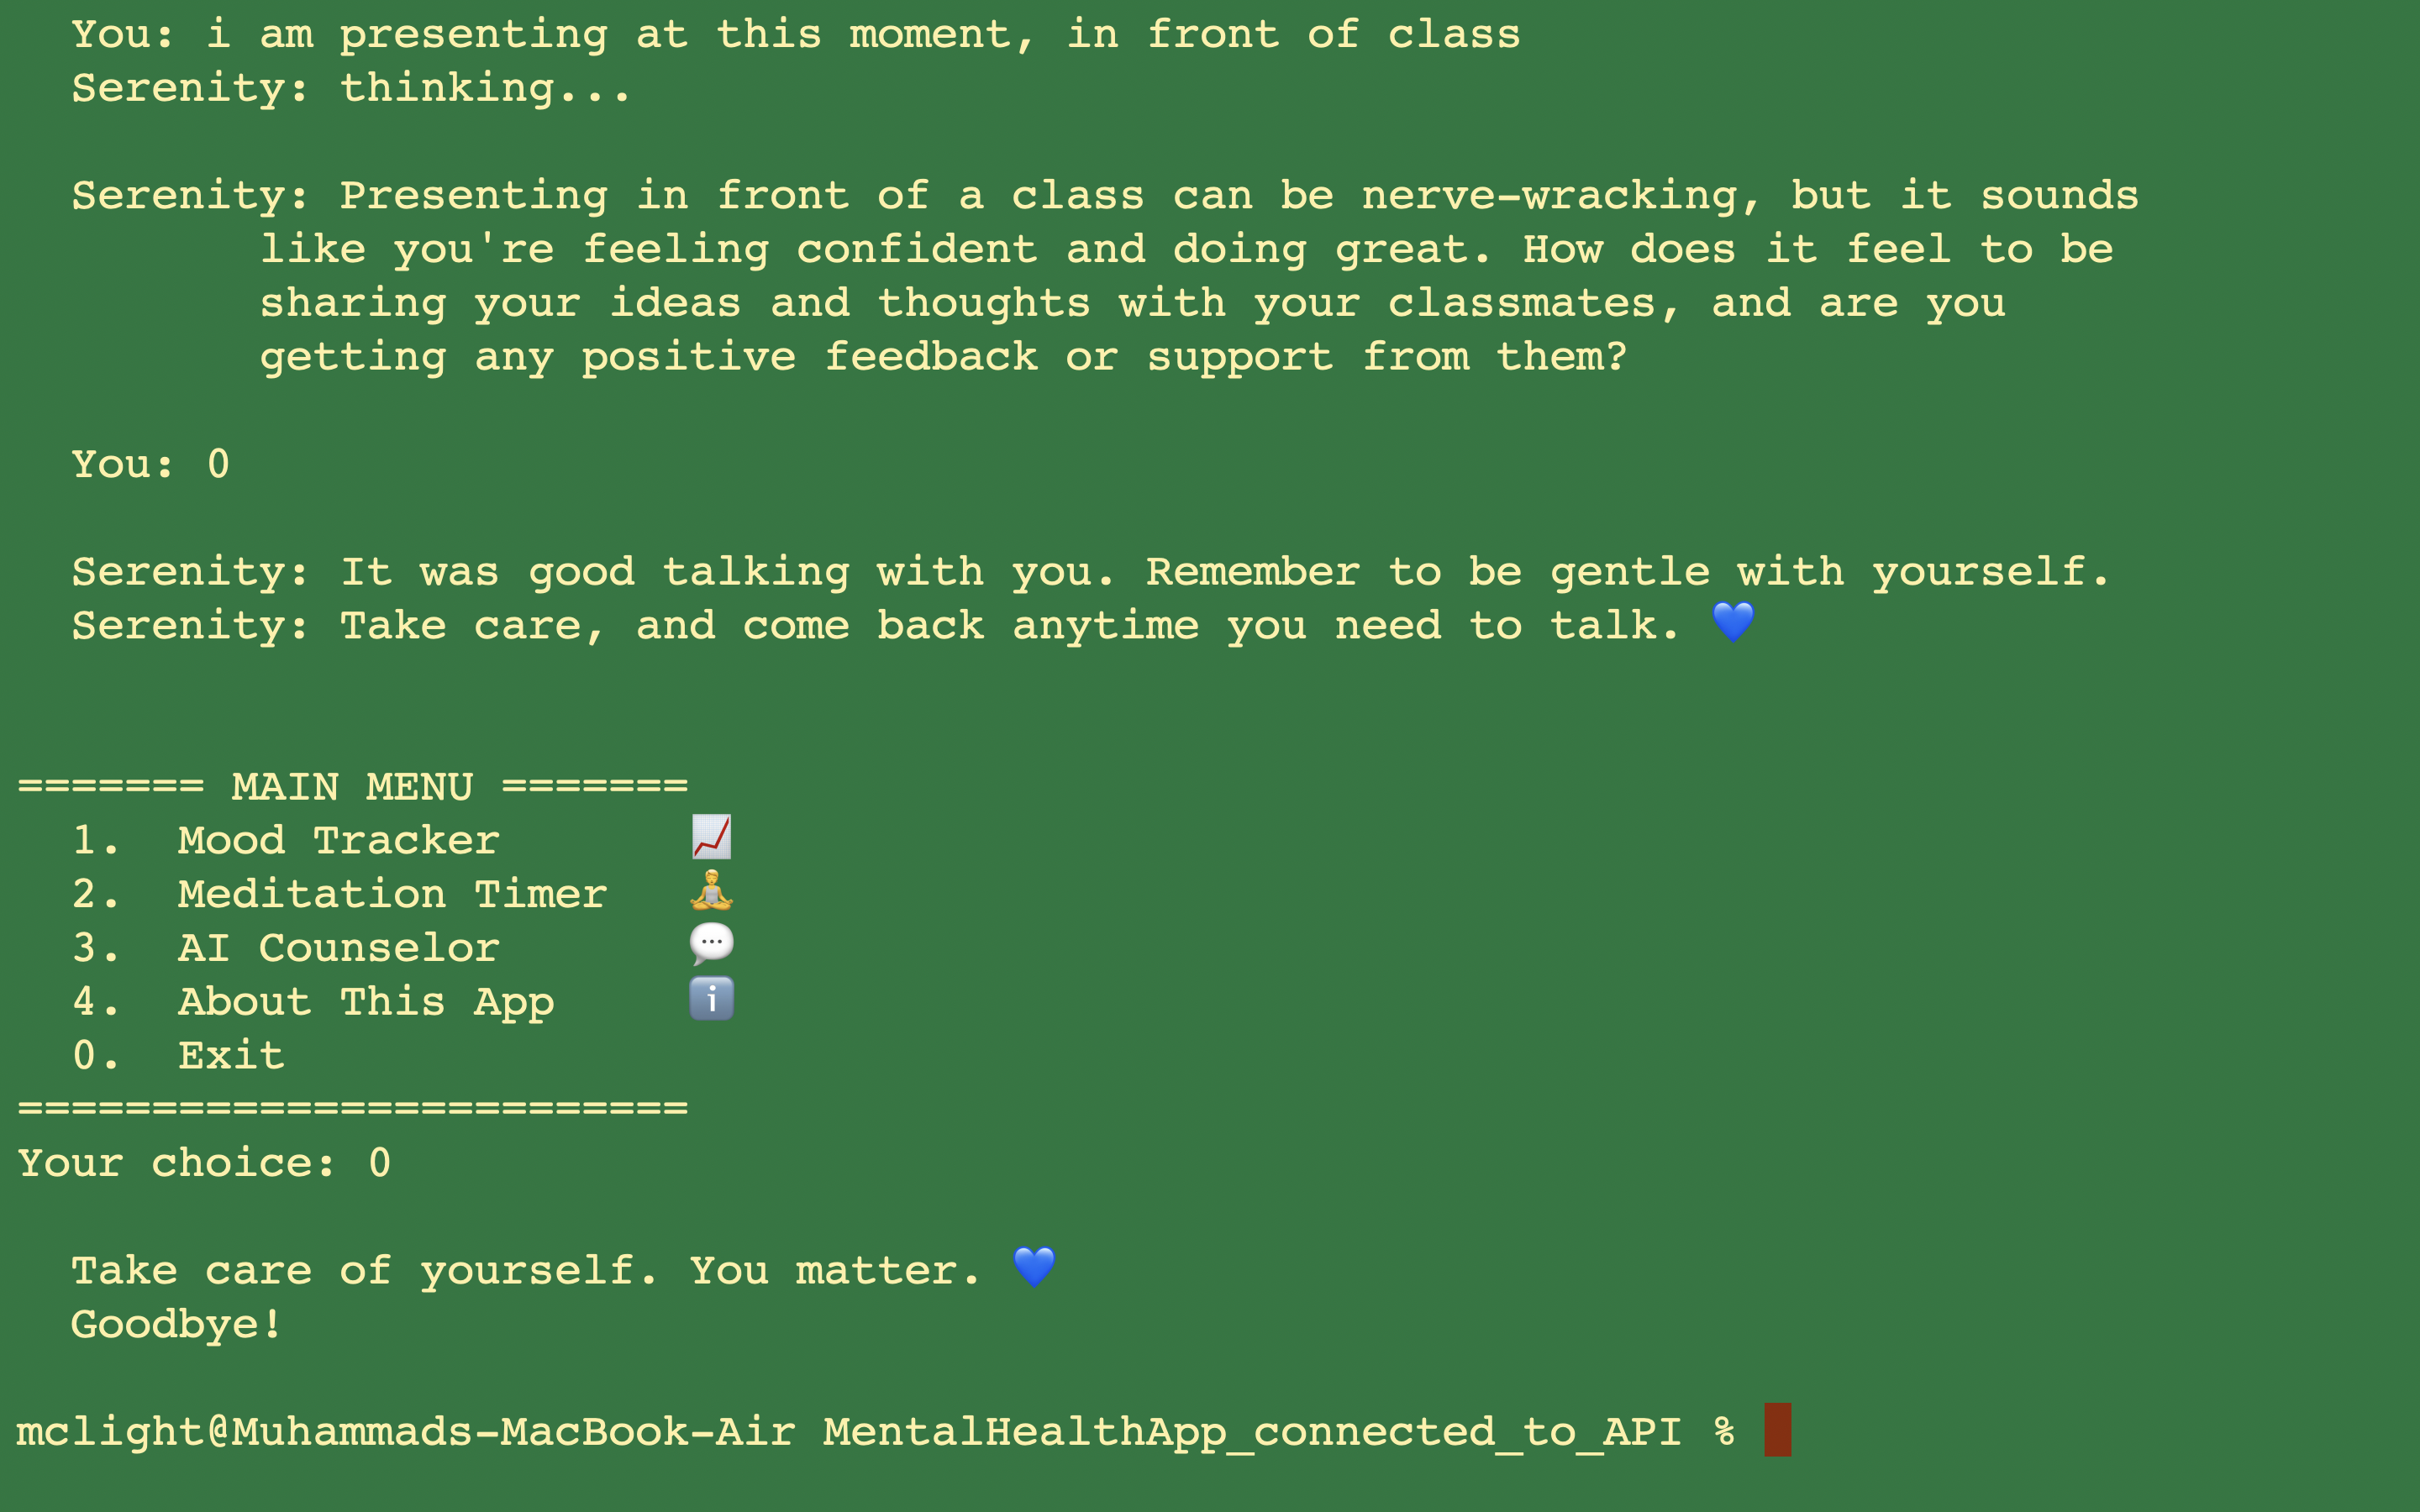 You: i am presenting at this moment, in front of class
Serenity: thinking...
Serenity: Presenting in front of a class can be nerve-wracking, but it sounds
like you're feeling confident and doing great. How does it feel to be
sharing your ideas and thoughts with your classmates, and are you
getting any positive feedback or support from them?
You: 0
Serenity: It was good talking with you. Remember to be gentle with yourself.
Serenity: Take care, and come back anytime you need to talk. 💙
======= MAIN MENU =======
1. Mood Tracker 📈
2. Meditation Timer 🧘
3. AI Counselor 💬
4. About This App ℹ️
0. Exit
=========================
Your choice: 0
Take care of yourself. You matter. 💙
Goodbye!
mclight@Muhammads-MacBook-Air MentalHealthApp_connected_to_API %